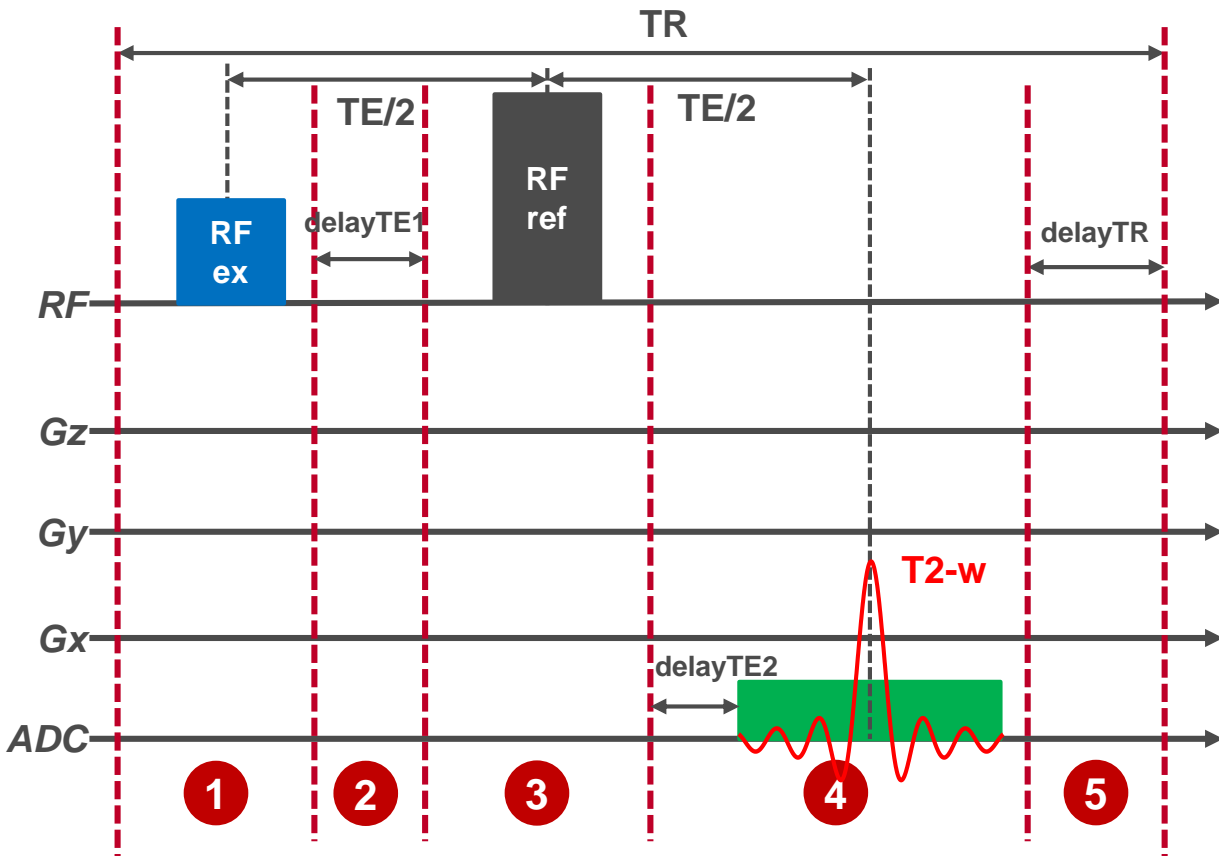 TR
TE/2
TE/2
RF
ex
delayTE1
RF
ref
delayTR
RF
Gz
Gy
T2-w
Gx
delayTE2
ADC
1
2
3
4
5